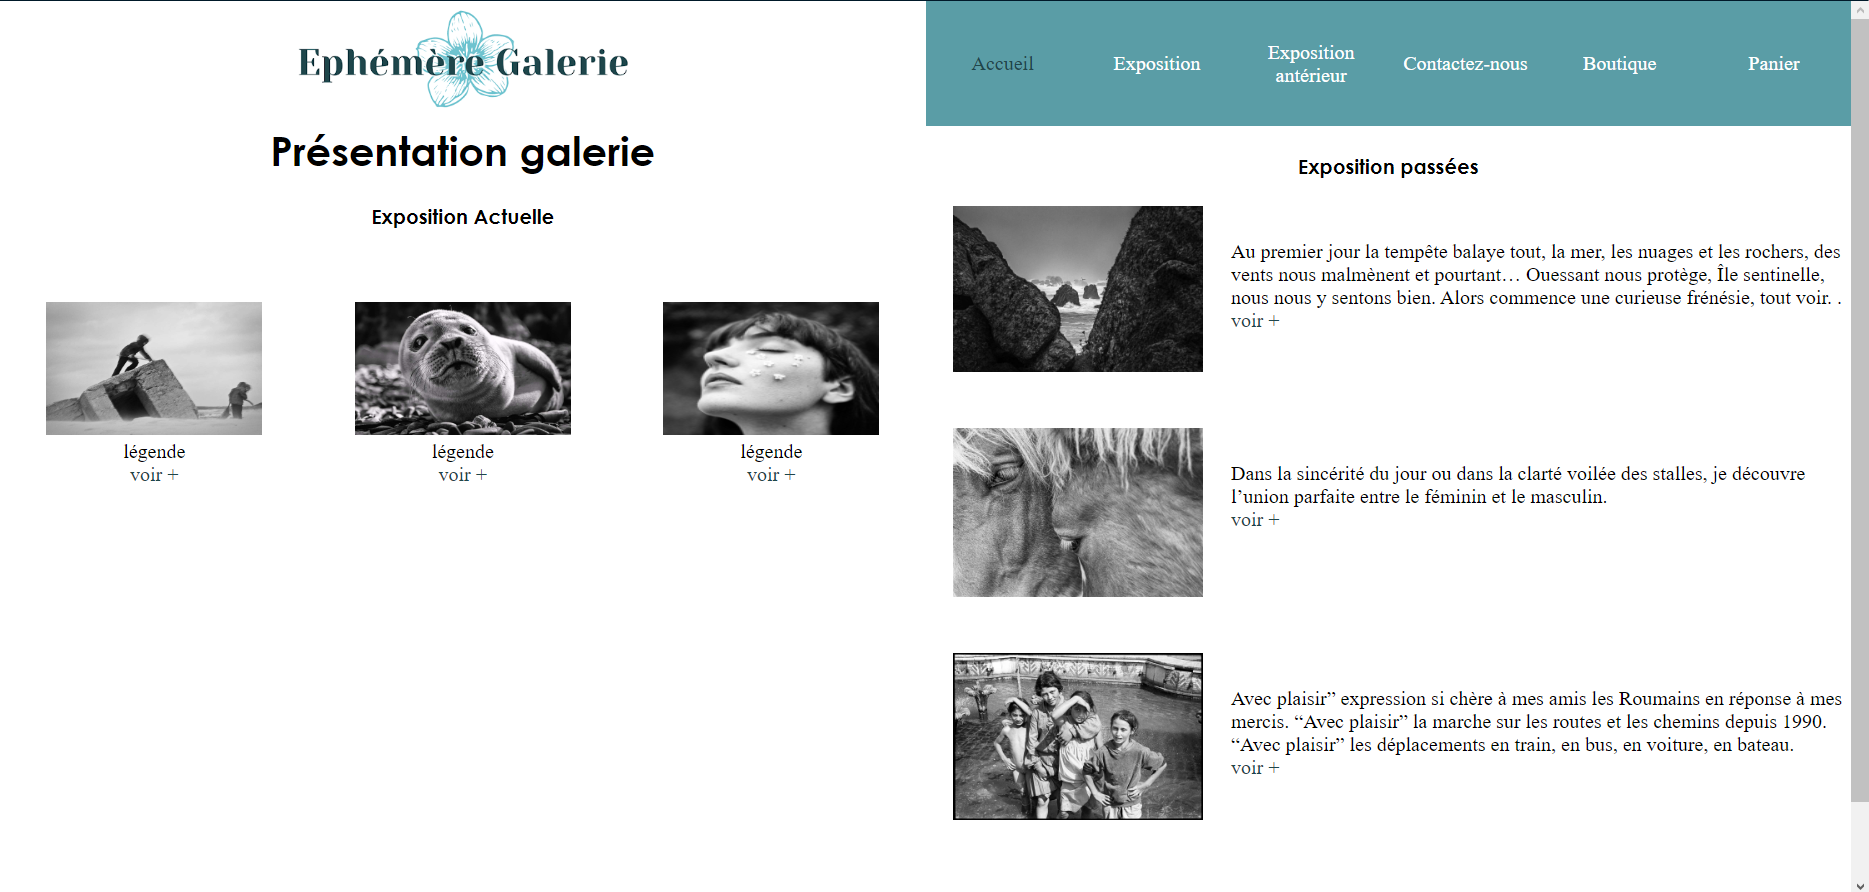 Ephémère Galerie
Accueil
Exposition
Exposition
antérieur
Contactez-nous
Boutique
Panier
Présentation galerie
Exposition Actuelle
légende
voir +
légende
voir +
légende
voir +
Exposition passées
Au premier jour la tempête balaye tout, la mer, les nuages et les rochers, des
vents nous malmènent et pourtant… Ouessant nous protège, Île sentinelle,
nous nous y sentons bien. Alors commence une curieuse frénésie, tout voir. .
voir +
Dans la sincérité du jour ou dans la clarté voilée des stalles, je découvre
l’union parfaite entre le féminin et le masculin.
voir +
Avec plaisir” expression si chère à mes amis les Roumains en réponse à mes
mercis. “Avec plaisir” la marche sur les routes et les chemins depuis 1990.
“Avec plaisir” les déplacements en train, en bus, en voiture, en bateau.
voir +